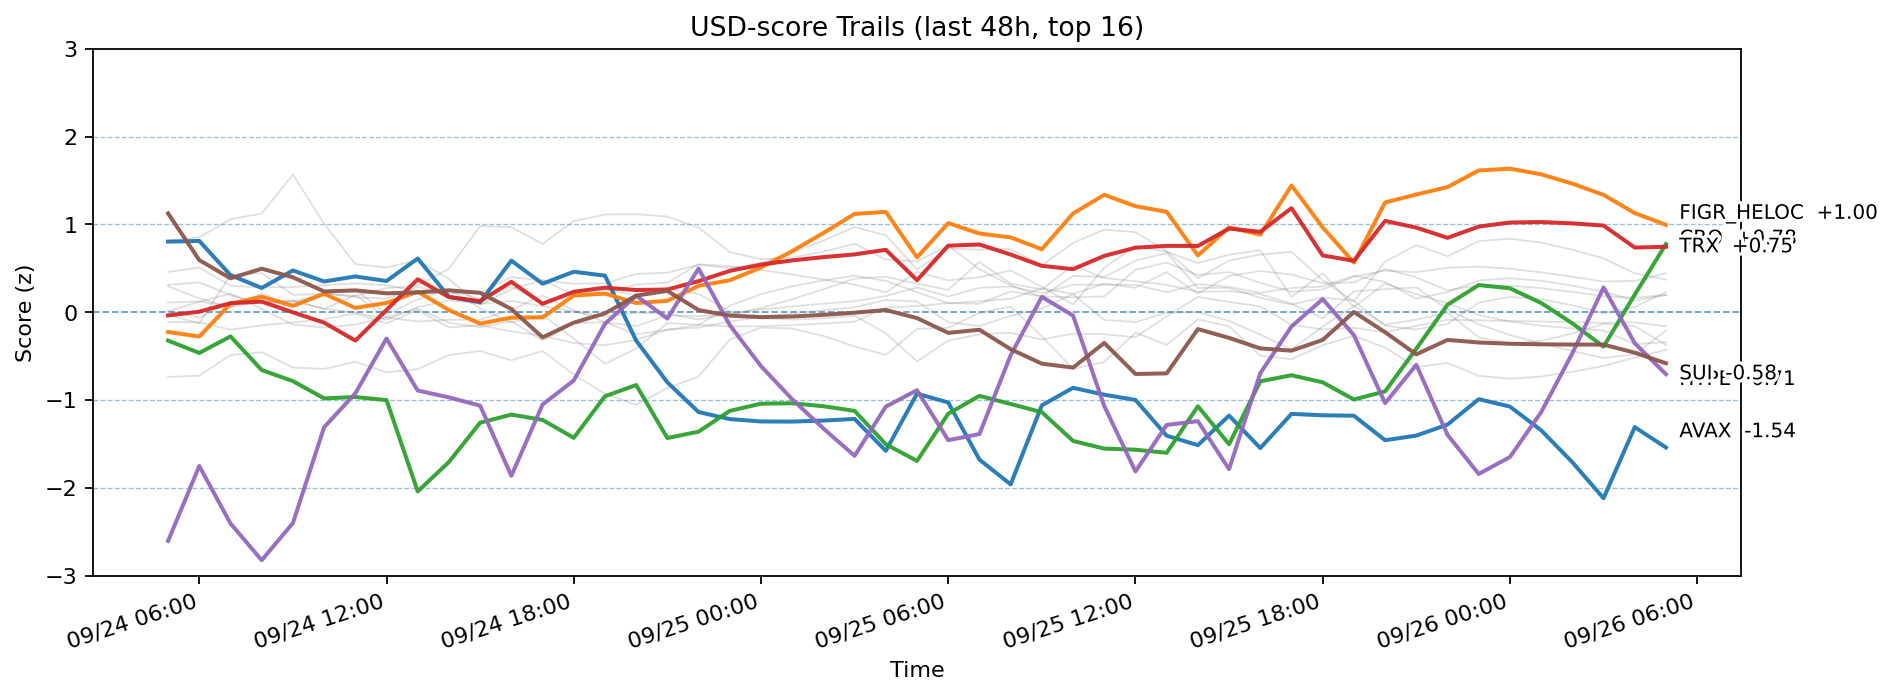 USD-score Trails (last 48h, top 16)
Score (z)
3
2
1
0
−1
−2
−3
FIGR_HELOC +1.00
TRX +0.75
SUI -0.58
AVAX -1.54
09/24 06:00
09/24 12:00
09/24 18:00
09/25 00:00
09/25 06:00
09/25 12:00
09/25 18:00
09/26 00:00
09/26 06:00
Time